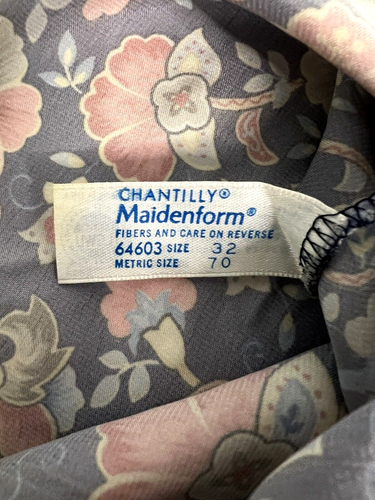 CHANTILLY®
Maidenform®
FIBERS AND CARE ON REVERSE
64603 SIZE 32
METRIC SIZE 70